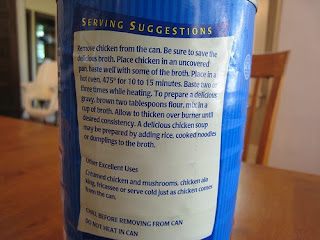 SERVING SUGGESTIONS
Remove chicken from the can. Be sure to save the
delicious broth. Place chicken in an uncovered
pan, baste well with some of the broth. Place in a
hot oven, 475° for 10 to 15 minutes. Baste two or
three times while heating. To prepare a delicious
gravy, brown two tablespoons flour, mix in a
cup of broth. Allow to thicken over burner until
desired consistency. A delicious chicken soup
may be prepared by adding rice, cooked noodles
or dumplings to the broth.
Other Excellent Uses
Creamed chicken and mushrooms, chicken ala
king, fricassee or serve cold just as chicken comes
from the can.
CHILL BEFORE REMOVING FROM CAN
DO NOT HEAT IN CAN